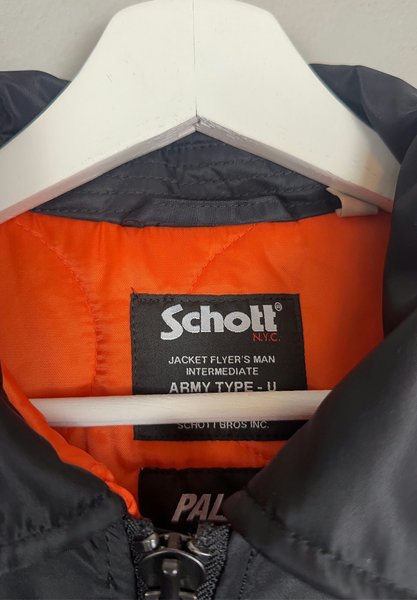 Schott®
N.Y.C.
JACKET FLYER'S MAN
INTERMEDIATE
ARMY TYPE - U
SCHOTT BROS INC.
PAL